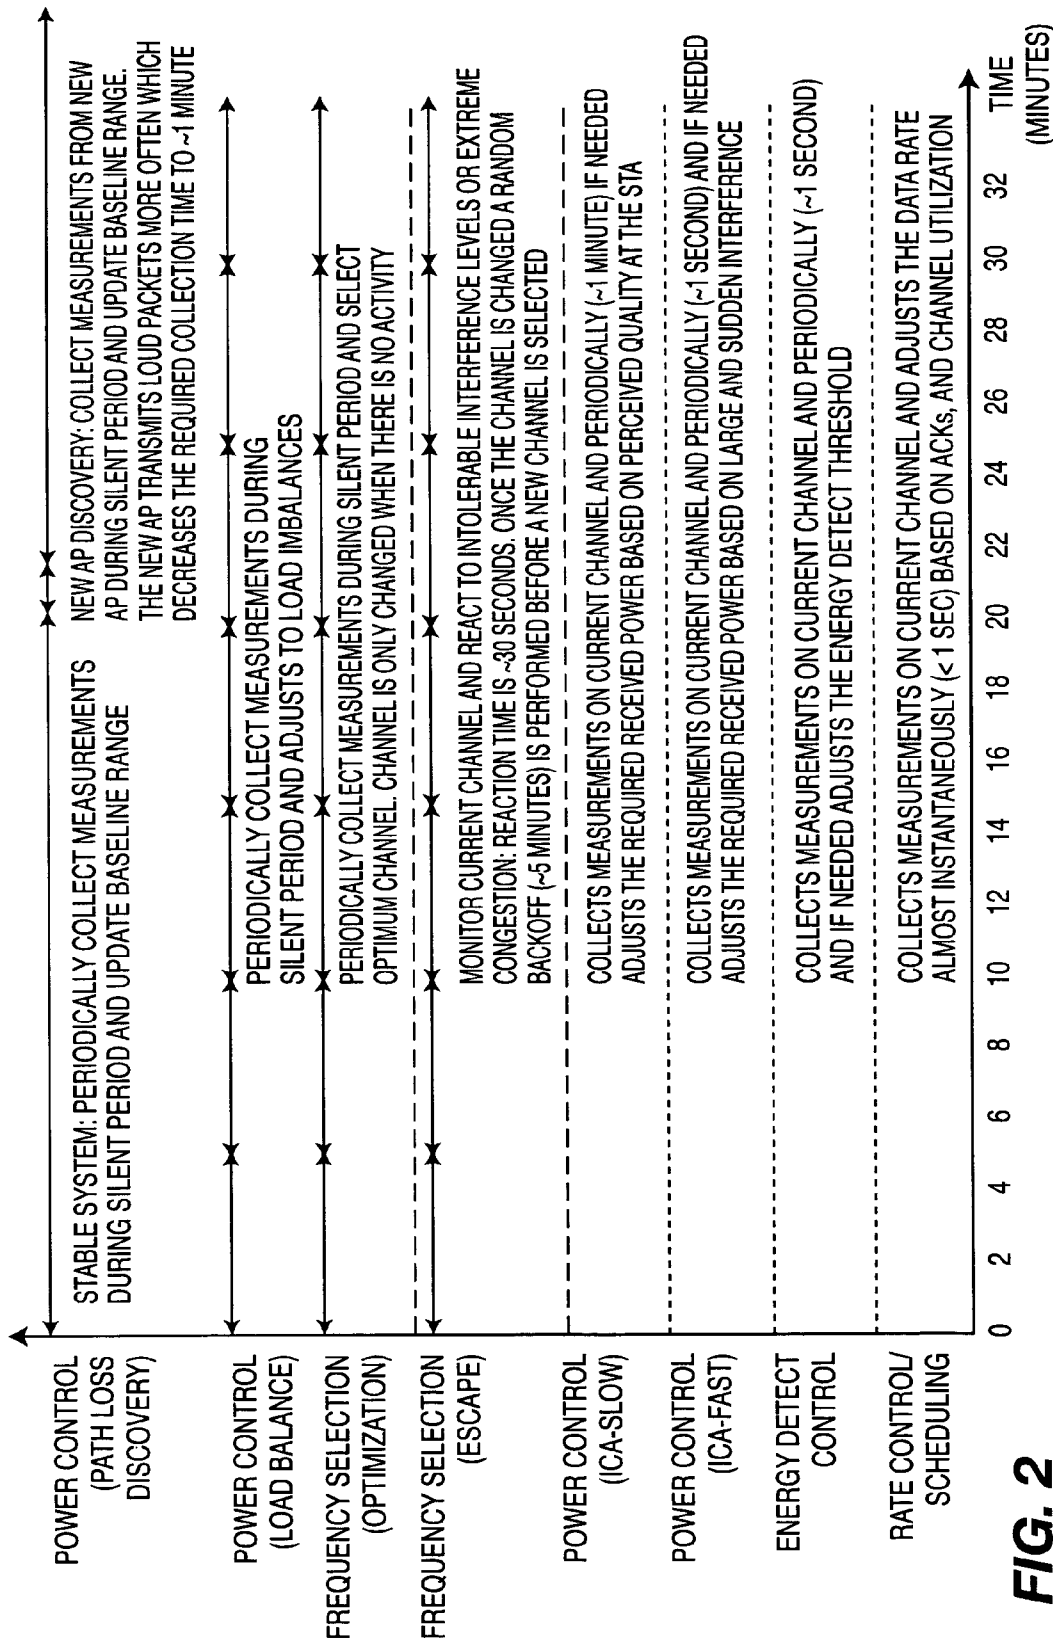 POWER CONTROL
(PATH LOSS
DISCOVERY)
STABLE SYSTEM: PERIODICALLY COLLECT MEASUREMENTS
DURING SILENT PERIOD AND UPDATE BASELINE RANGE
NEW AP DISCOVERY: COLLECT MEASUREMENTS FROM NEW
AP DURING SILENT PERIOD AND UPDATE BASELINE RANGE.
THE NEW AP TRANSMITS LOUD PACKETS MORE OFTEN WHICH
DECREASES THE REQUIRED COLLECTION TIME TO ~1 MINUTE
POWER CONTROL
(LOAD BALANCE)
PERIODICALLY COLLECT MEASUREMENTS DURING
SILENT PERIOD AND ADJUSTS TO LOAD IMBALANCES
FREQUENCY SELECTION
(OPTIMIZATION)
PERIODICALLY COLLECT MEASUREMENTS DURING SILENT PERIOD AND SELECT
OPTIMUM CHANNEL. CHANNEL IS ONLY CHANGED WHEN THERE IS NO ACTIVITY
FREQUENCY SELECTION
(ESCAPE)
MONITOR CURRENT CHANNEL AND REACT TO INTOLERABLE INTERFERENCE LEVELS OR EXTREME
CONGESTION: REACTION TIME IS ~30 SECONDS. ONCE THE CHANNEL IS CHANGED A RANDOM
BACKOFF (~5 MINUTES) IS PERFORMED BEFORE A NEW CHANNEL IS SELECTED
POWER CONTROL
(ICA-SLOW)
COLLECTS MEASUREMENTS ON CURRENT CHANNEL AND PERIODICALLY (~1 MINUTE) IF NEEDED
ADJUSTS THE REQUIRED RECEIVED POWER BASED ON PERCEIVED QUALITY AT THE STA
POWER CONTROL
(ICA-FAST)
COLLECTS MEASUREMENTS ON CURRENT CHANNEL AND PERIODICALLY (~1 SECOND) AND IF NEEDED
ADJUSTS THE REQUIRED RECEIVED POWER BASED ON LARGE AND SUDDEN INTERFERENCE
ENERGY DETECT
CONTROL
COLLECTS MEASUREMENTS ON CURRENT CHANNEL AND PERIODICALLY (~1 SECOND)
AND IF NEEDED ADJUSTS THE ENERGY DETECT THRESHOLD
RATE CONTROL/
SCHEDULING
COLLECTS MEASUREMENTS ON CURRENT CHANNEL AND ADJUSTS THE DATA RATE
ALMOST INSTANTANEOUSLY (< 1 SEC) BASED ON ACKs, AND CHANNEL UTILIZATION
0 2 4 6 8 10 12 14 16 18 20 22 24 26 28 30 32
TIME
(MINUTES)
FIG. 2